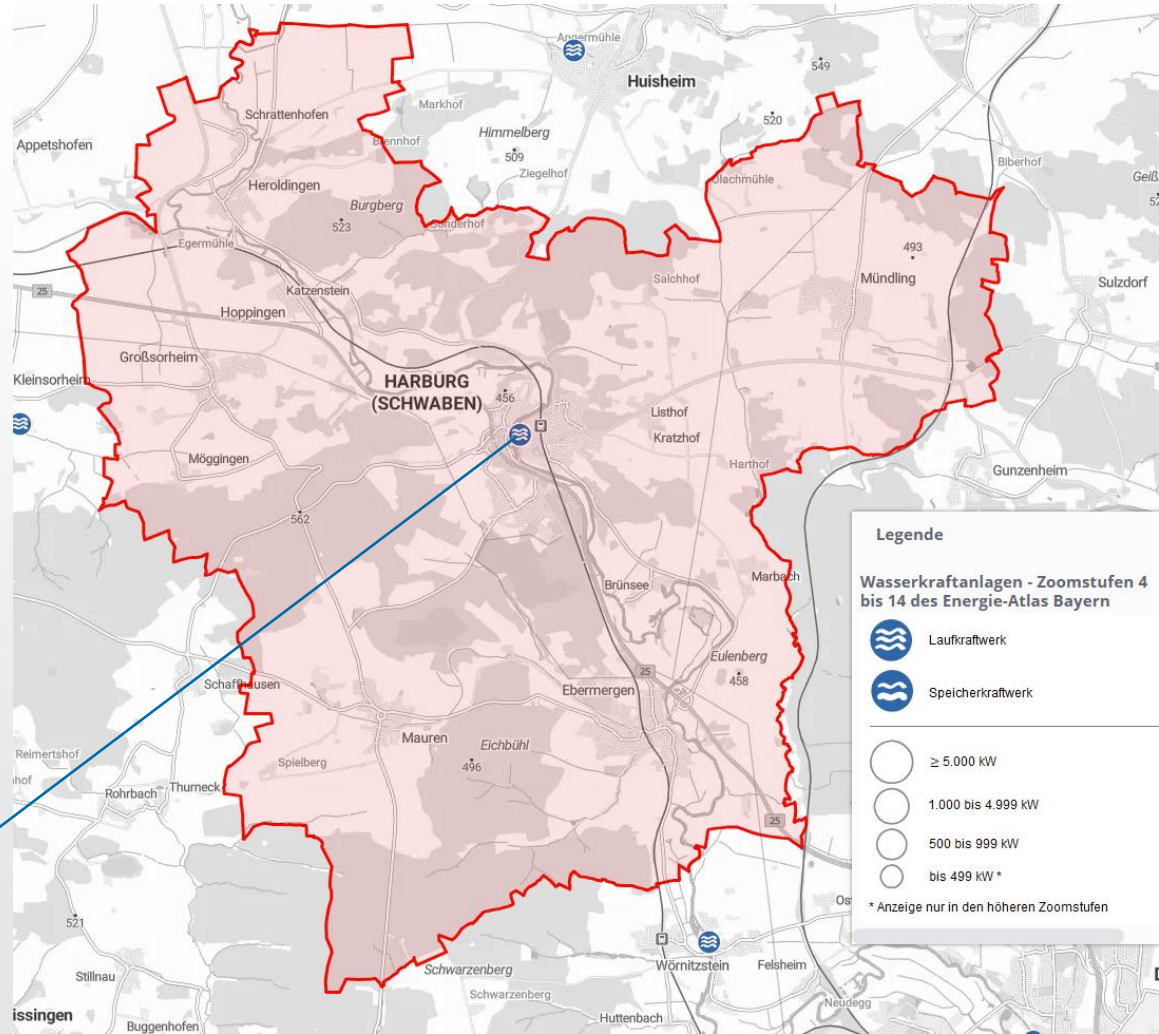 Angermühle
Huisheim
549
Markhof
520
Schrattenhofen
Himmelberg
Appetshofen
Brennhof
509
Biberhof
Ziegelhof
Heroldingen
Burgberg
523
Sonderhof
493
Egermühle
Salchhof
Mündling
Sulzdorf
25
Katzenstein
Hoppingen
Großsorheim
Kleinsorheim
HARBURG
(SCHWABEN)
456
Listhof
Kratzhof
Möggingen
Harthof
Gunzenheim
562
Brünsee
Marbach
Eulenberg
25
458
Schaffhausen
Ebermergen
Mauren
Eichbühl
496
Reimertshof
Spielberg
hof
Rohrbach
Thurneck
25
521
Stillnau
Schwarzenberg
Wörnitzstein
Felsheim
Schwarzenberg
Neudegg
issingen
Buggenhofen
Huttenbach
Legende
Wasserkraftanlagen - Zoomstufen 4
bis 14 des Energie-Atlas Bayern
Laufkraftwerk
Speicherkraftwerk
≥ 5.000 kW
1.000 bis 4.999 kW
500 bis 999 kW
bis 499 kW *
* Anzeige nur in den höheren Zoomstufen